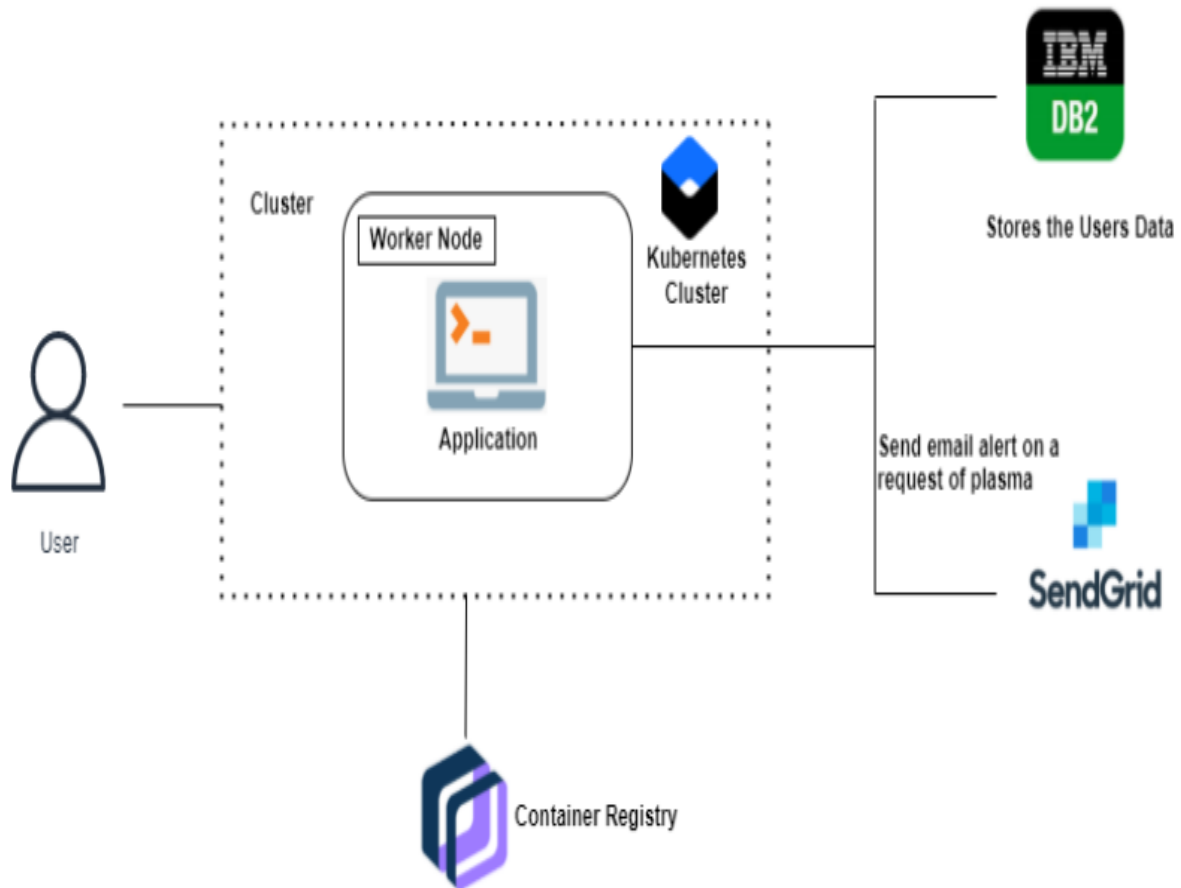 IBM
DB2
Stores the Users Data
Cluster
Worker Node
Kubernetes
Cluster
Application
User
Send email alert on a
request of plasma
SendGrid
Container Registry